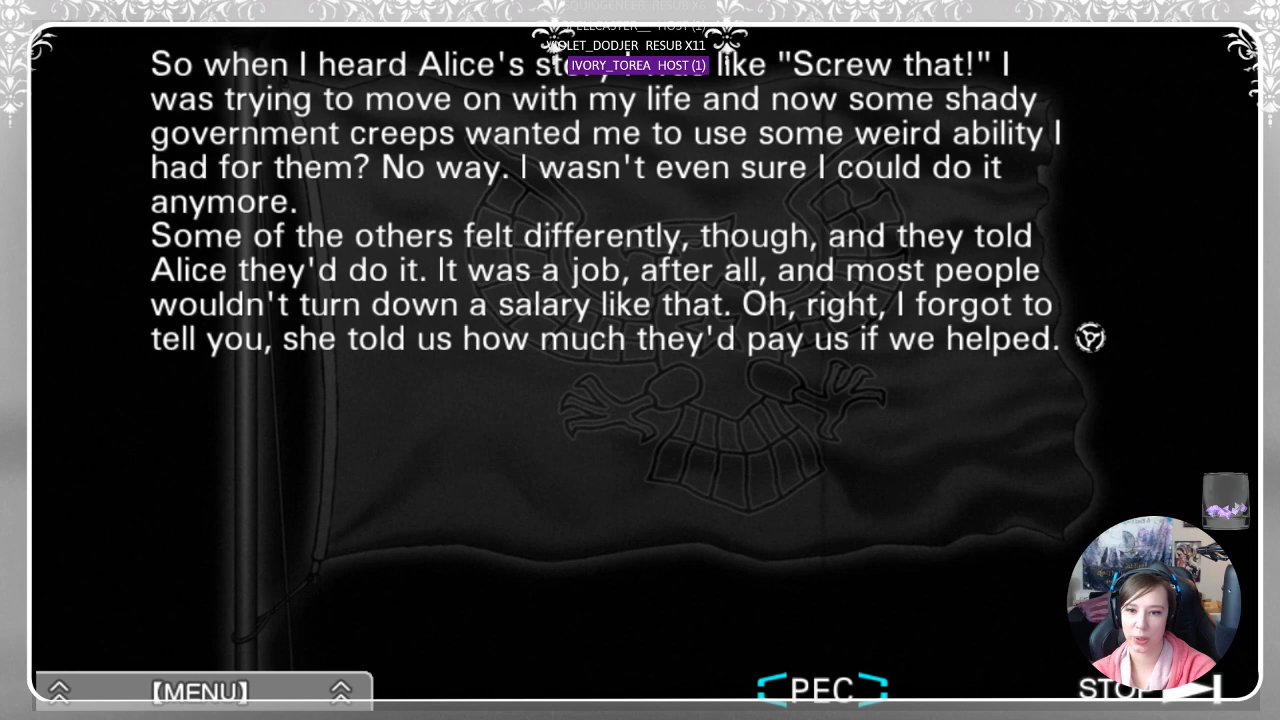 SPELLCASTER__ HOST (1)
VIOLET_DODJER RESUB X11
IVORY_TOREA HOST (1)
So when I heard Alice's like "Screw that!" I
was trying to move on with my life and now some shady
government creeps wanted me to use some weird ability I
had for them? No way. I wasn't even sure I could do it
anymore.
Some of the others felt differently, though, and they told
Alice they'd do it. It was a job, after all, and most people
wouldn't turn down a salary like that. Oh, right, I forgot to
tell you, she told us how much they'd pay us if we helped.
【MENU】
PEC
STOP